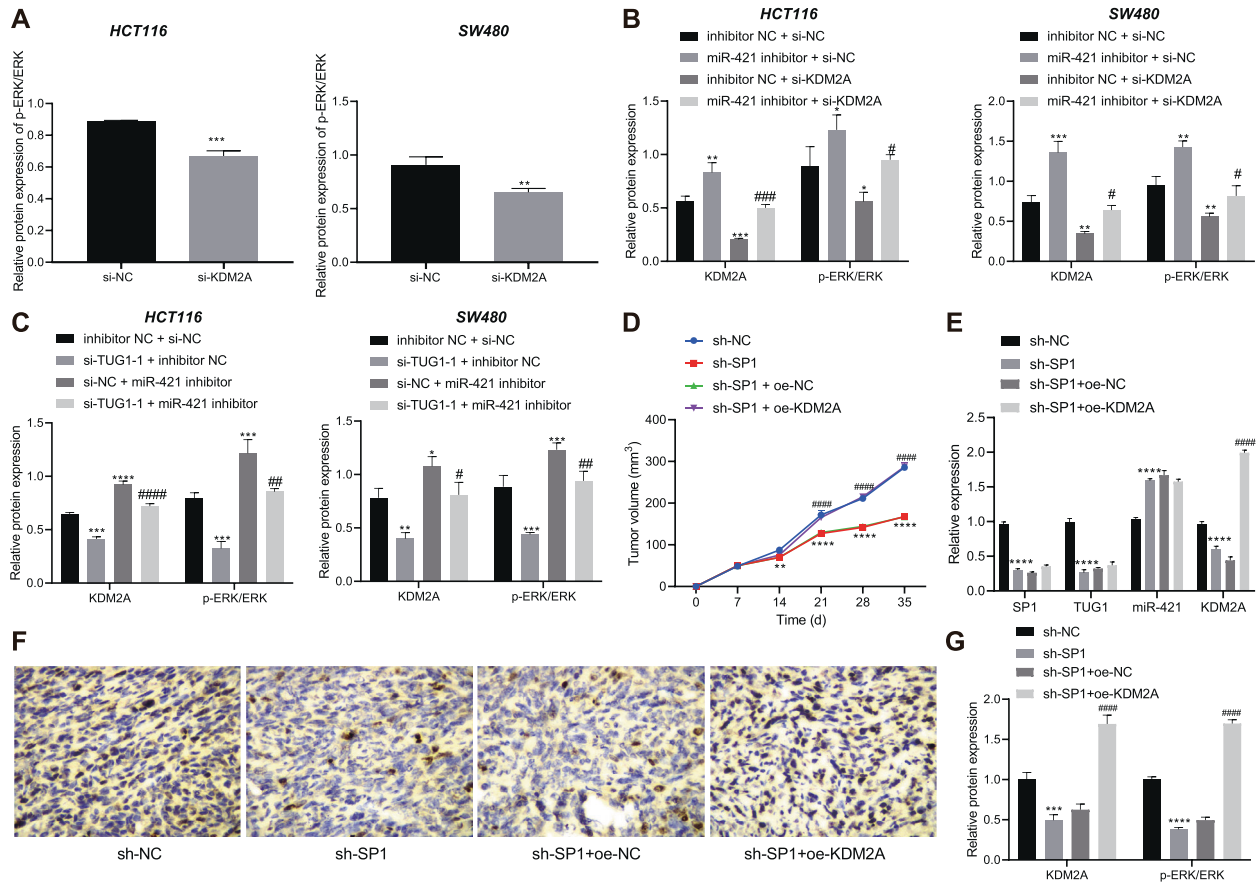 A
HCT116
SW480
Relative protein expression of p-ERK/ERK
1.0
0.8
0.6
0.4
0.2
0.0
***
si-NC
si-KDM2A
Relative protein expression of p-ERK/ERK
1.5
1.0
0.5
0.0
**
si-NC
si-KDM2A
B
HCT116
inhibitor NC + si-NC
miR-421 inhibitor + si-NC
inhibitor NC + si-KDM2A
miR-421 inhibitor + si-KDM2A
Relative protein expression
1.5
1.0
0.5
0.0
**
***
###
*
*
#
KDM2A
p-ERK/ERK
SW480
inhibitor NC + si-NC
miR-421 inhibitor + si-NC
inhibitor NC + si-KDM2A
miR-421 inhibitor + si-KDM2A
Relative protein expression
2.0
1.5
1.0
0.5
0.0
***
**
#
**
**
#
KDM2A
p-ERK/ERK
C
HCT116
inhibitor NC + si-NC
si-TUG1-1 + inhibitor NC
si-NC + miR-421 inhibitor
si-TUG1-1 + miR-421 inhibitor
Relative protein expression
1.5
1.0
0.5
0.0
***
****
####
***
***
##
KDM2A
p-ERK/ERK
SW480
inhibitor NC + si-NC
si-TUG1-1 + inhibitor NC
si-NC + miR-421 inhibitor
si-TUG1-1 + miR-421 inhibitor
Relative protein expression
1.5
1.0
0.5
0.0
**
*
#
***
***
##
KDM2A
p-ERK/ERK
D
sh-NC
sh-SP1
sh-SP1 + oe-NC
sh-SP1 + oe-KDM2A
Tumor volume (mm3)
400
300
200
100
0
**
####
****
####
****
####
****
0 7 14 21 28 35
Time (d)
E
sh-NC
sh-SP1
sh-SP1+oe-NC
sh-SP1+oe-KDM2A
Relative expression
2.5
2.0
1.5
1.0
0.5
0.0
****
****
****
****
####
SP1 TUG1 miR-421 KDM2A
F
sh-NC
sh-SP1
sh-SP1+oe-NC
sh-SP1+oe-KDM2A
G
sh-NC
sh-SP1
sh-SP1+oe-NC
sh-SP1+oe-KDM2A
Relative protein expression
2.0
1.5
1.0
0.5
0.0
***
####
****
####
KDM2A
p-ERK/ERK